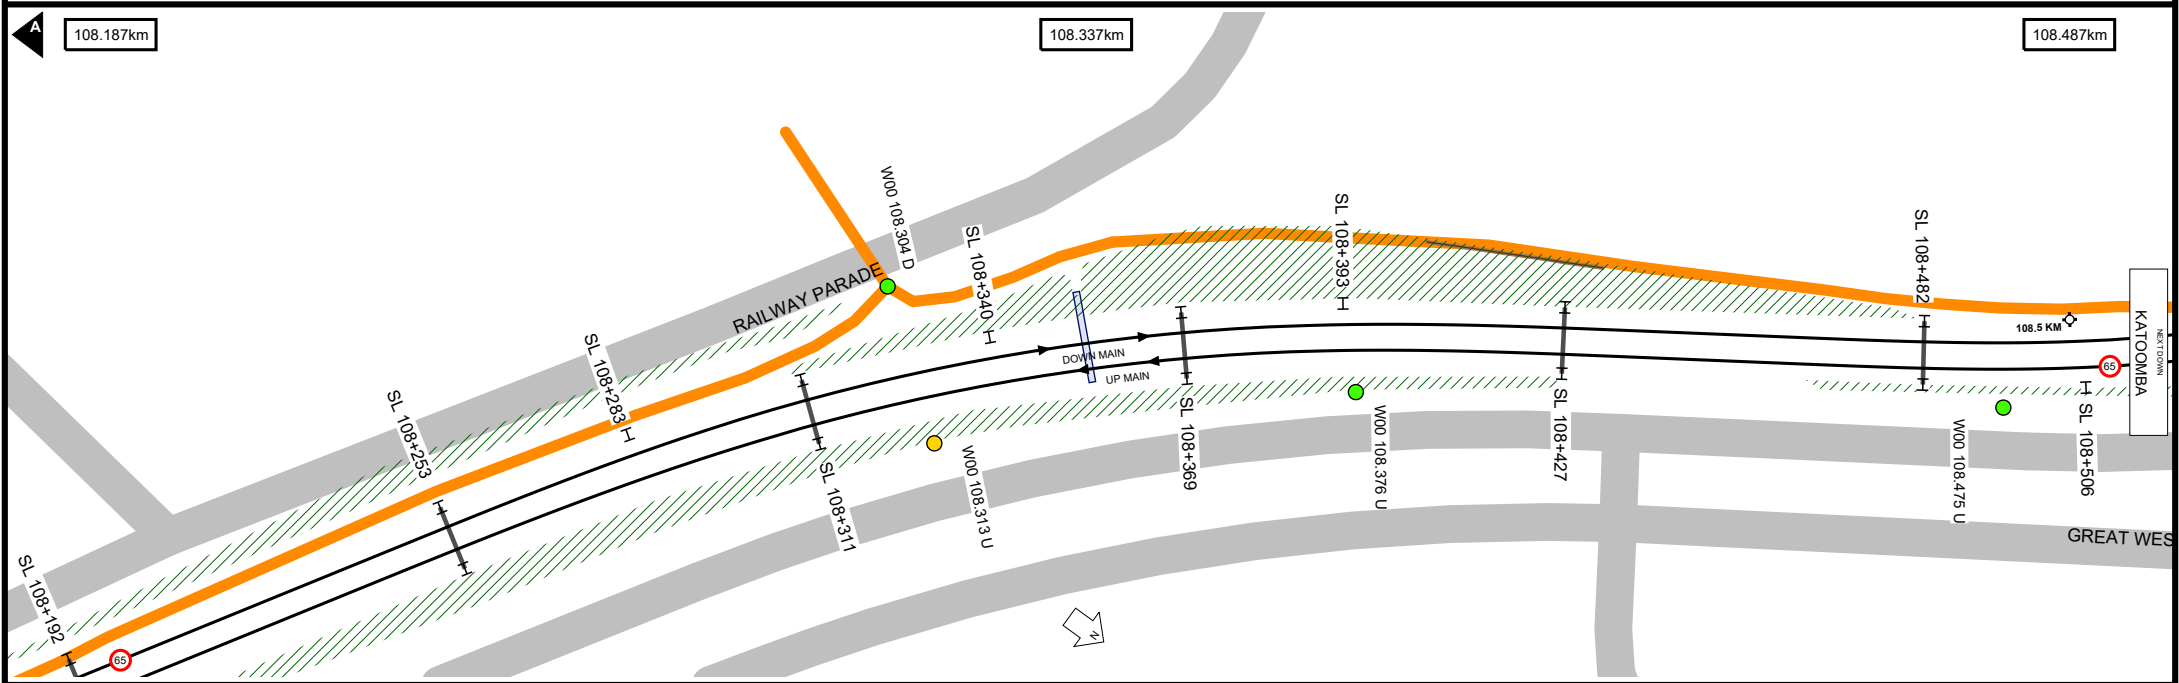 A
108.187km
108.337km
108.487km
W00 108.304 D
RAILWAY PARADE
SL 108+340
SL 108+393
SL 108+482
SL 108+283
SL 108+253
SL 108+192
DOWN MAIN
UP MAIN
108.5 KM
65
KATOOMBA
NEXT DOWN
SL 108+311
W00 108.313 U
SL 108+369
W00 108.376 U
SL 108+427
W00 108.475 U
SL 108+506
GREAT WES
65
N